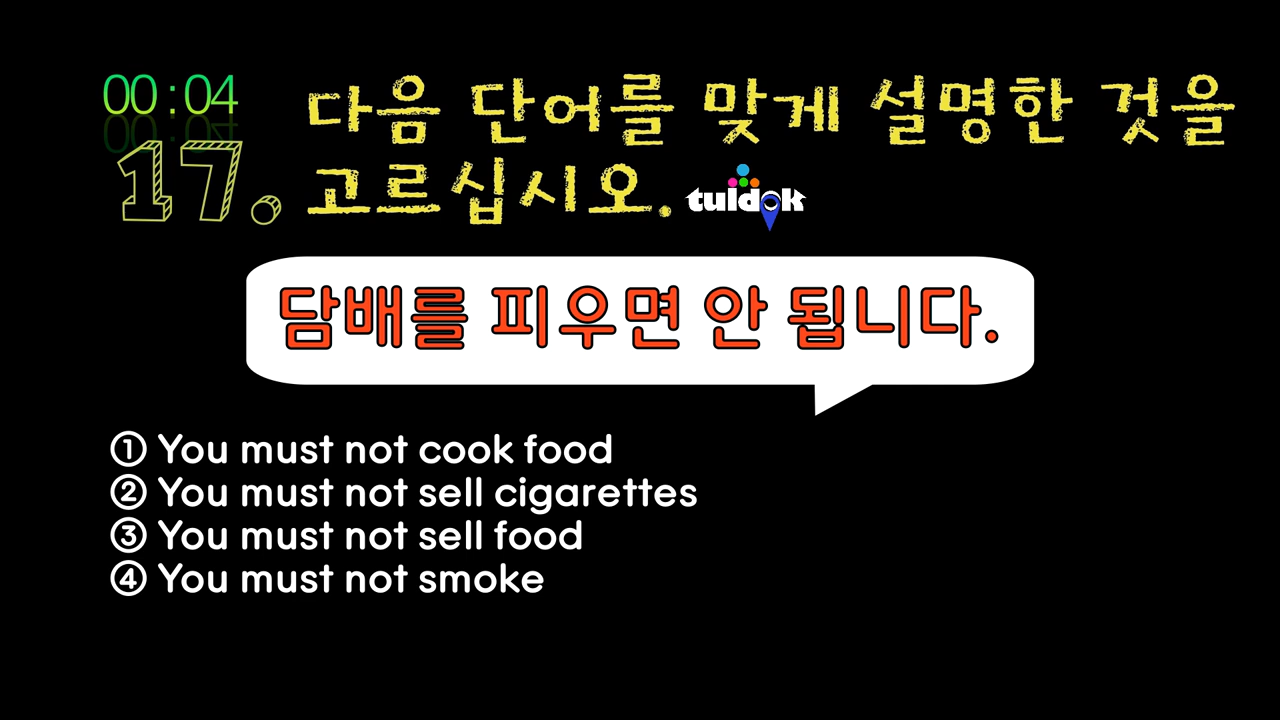 00:04
17. 다음 단어를 맞게 설명한 것을
고르십시오. tuldok
담배를 피우면 안 됩니다.
① You must not cook food
② You must not sell cigarettes
③ You must not sell food
④ You must not smoke